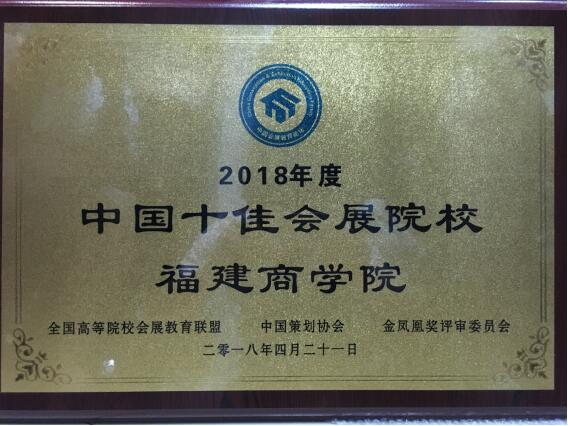 2018年度
中国十佳会展院校
福建商学院
全国高等院校会展教育联盟 中国策划协会 金凤凰奖评审委员会
二零一八年四月二十一日